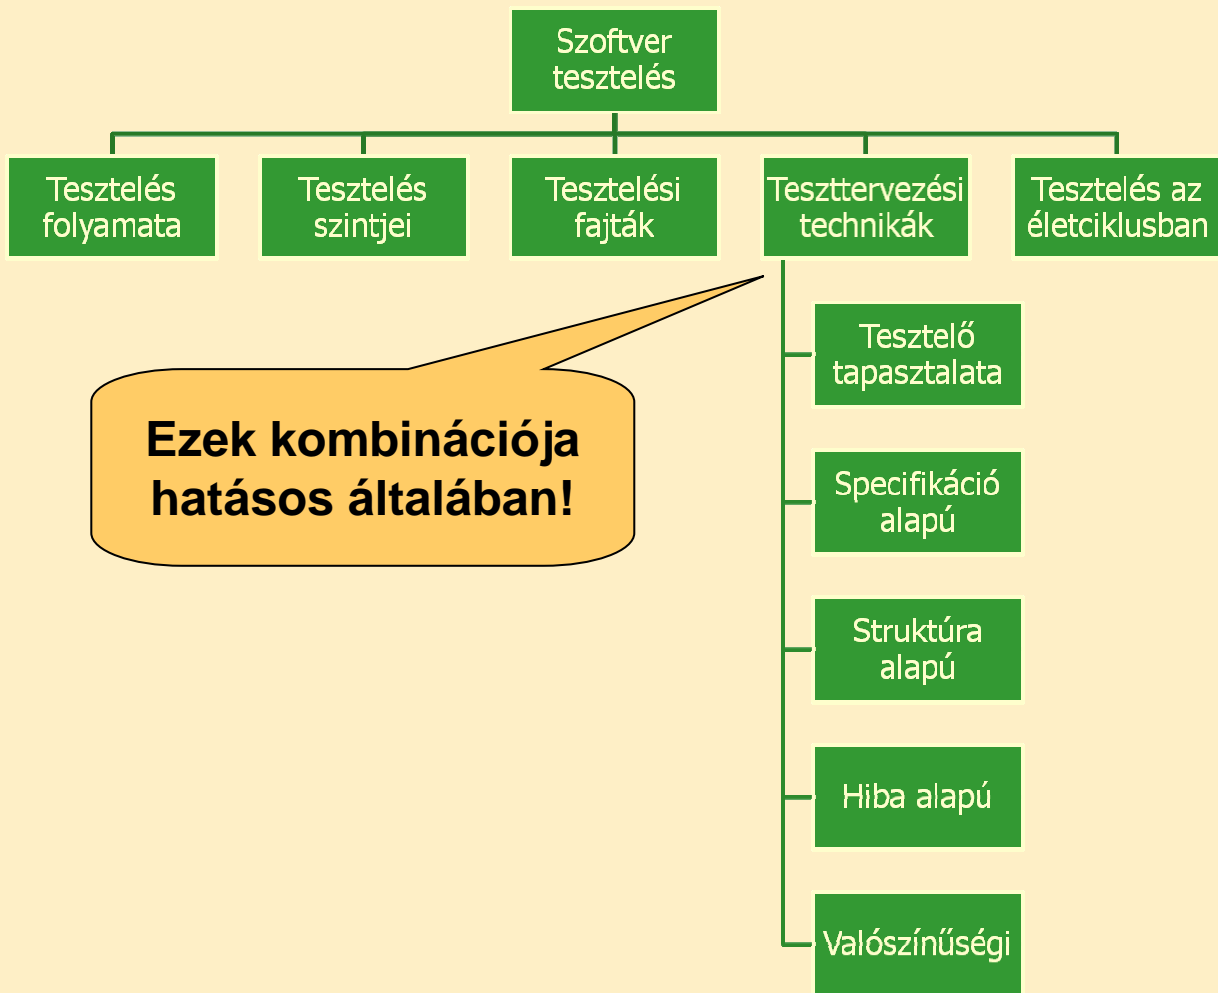 Szoftver
tesztelés
Tesztelés
folyamata
Tesztelés
szintjei
Tesztelési
fajták
Teszttervezési
technikák
Tesztelés az
életciklusban
Ezek kombinációja
hatásos általában!
Tesztelő
tapasztalata
Specifikáció
alapú
Struktúra
alapú
Hiba alapú
Valószínűségi